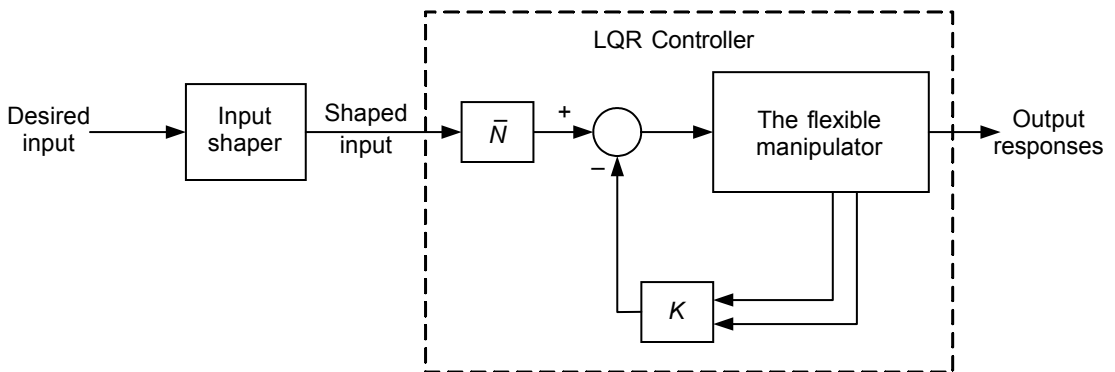 LQR Controller
Desired
input
Input
shaper
Shaped
input
N̄
+
−
The flexible
manipulator
Output
responses
K